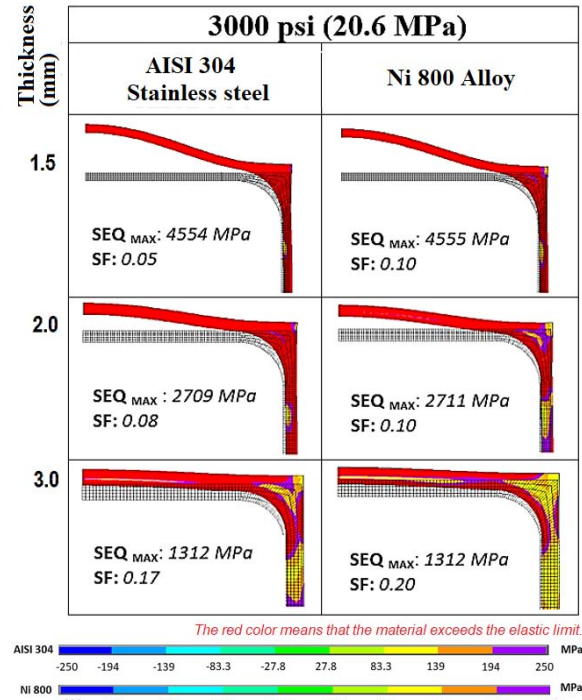 Thickness
(mm)
3000 psi (20.6 MPa)
AISI 304
Stainless steel
Ni 800 Alloy
1.5
SEQ MAX: 4554 MPa
SF: 0.05
SEQ MAX: 4555 MPa
SF: 0.10
2.0
SEQ MAX : 2709 MPa
SF: 0.08
SEQ MAX: 2711 MPa
SF: 0.10
3.0
SEQ MAX: 1312 MPa
SF: 0.17
SEQ MAX: 1312 MPa
SF: 0.20
The red color means that the material exceeds the elastic limit.
AISI 304
MPa
-250 -194 -139 -83.3 -27.8 27.8 83.3 139 194 250
Ni 800
MPa